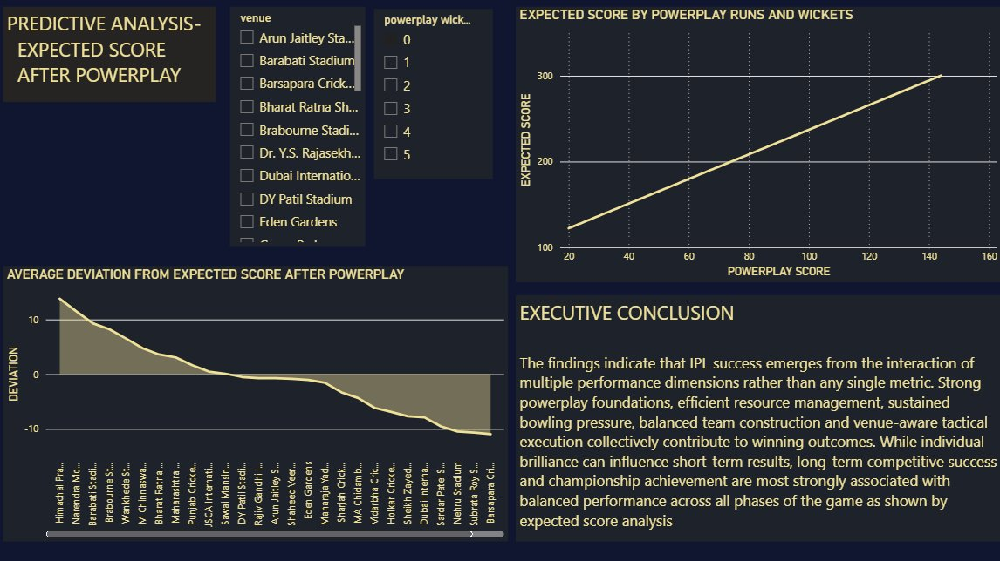 PREDICTIVE ANALYSIS-
EXPECTED SCORE
AFTER POWERPLAY
venue
Arun Jaitley Sta...
Barabati Stadium
Barsapara Crick...
Bharat Ratna Sh...
Brabourne Stadi...
Dr. Y.S. Rajasekh...
Dubai Internatio...
DY Patil Stadium
Eden Gardens
powerplay wick...
0
1
2
3
4
5
EXPECTED SCORE BY POWERPLAY RUNS AND WICKETS
EXPECTED SCORE
300
200
100
20 40 60 80 100 120 140 160
POWERPLAY SCORE
AVERAGE DEVIATION FROM EXPECTED SCORE AFTER POWERPLAY
DEVIATION
10
0
-10
Himachal Pra...
Narendra Mo...
Barabati Stadi...
Brabourne St...
Wankhede St...
M Chinnaswa...
Bharat Ratna ...
Maharashtra ...
Punjab Cricke...
JSCA Internati...
Sawai Mansin...
DY Patil Stadi...
Rajiv Gandhi I...
Arun Jaitley S...
Shaheed Veer...
Eden Gardens
Maharaja Yad...
Sharjah Crick...
MA Chidamb...
Vidarbha Cric...
Holkar Cricke...
Sheikh Zayed...
Dubai Interna...
Sardar Patel S...
Nehru Stadium
Subrata Roy S...
Barsapara Cri...
EXECUTIVE CONCLUSION
The findings indicate that IPL success emerges from the interaction of
multiple performance dimensions rather than any single metric. Strong
powerplay foundations, efficient resource management, sustained
bowling pressure, balanced team construction and venue-aware tactical
execution collectively contribute to winning outcomes. While individual
brilliance can influence short-term results, long-term competitive success
and championship achievement are most strongly associated with
balanced performance across all phases of the game as shown by
expected score analysis